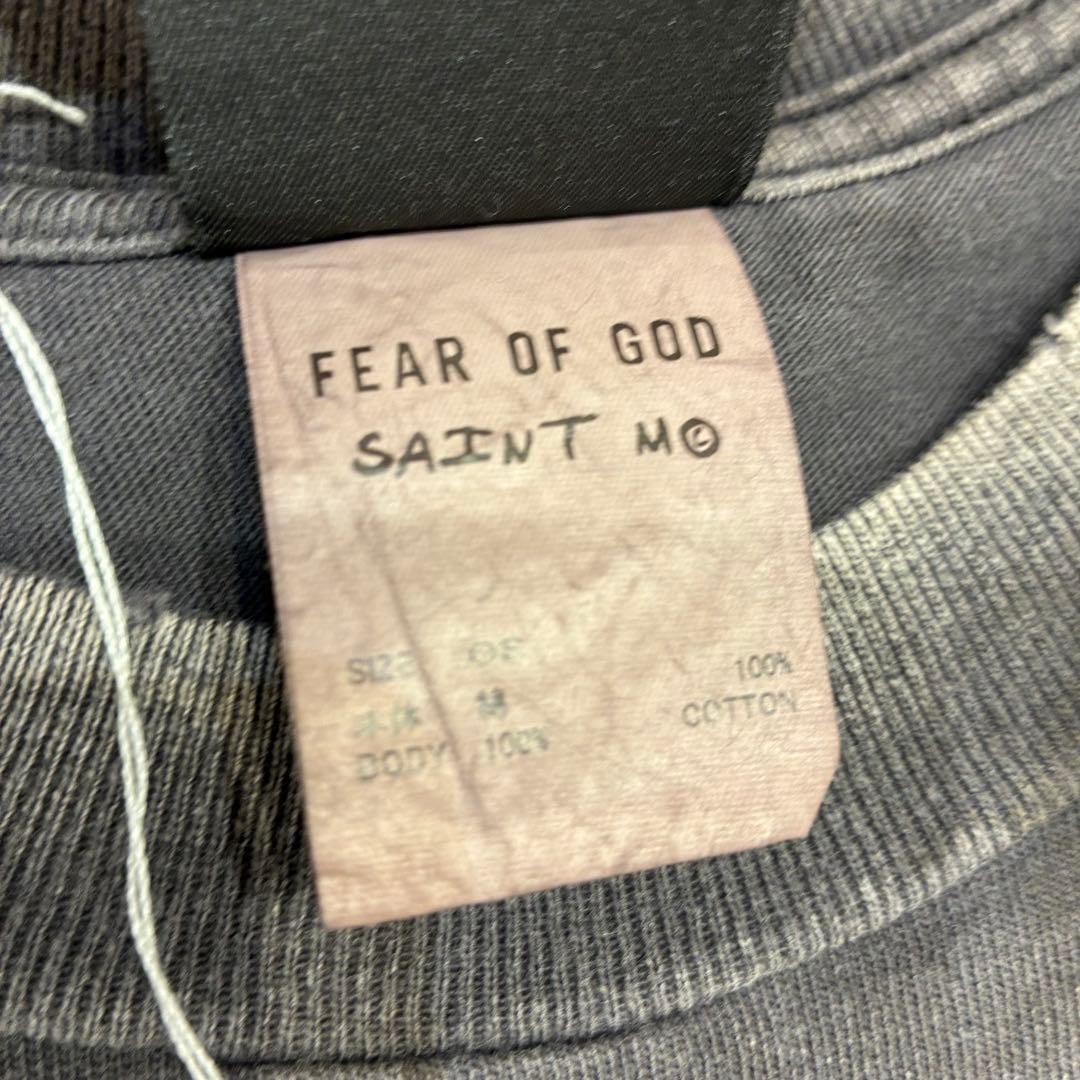 FEAR OF GOD
SAINT M©
SIZE OS
本体 綿 100%
BODY 100% COTTON